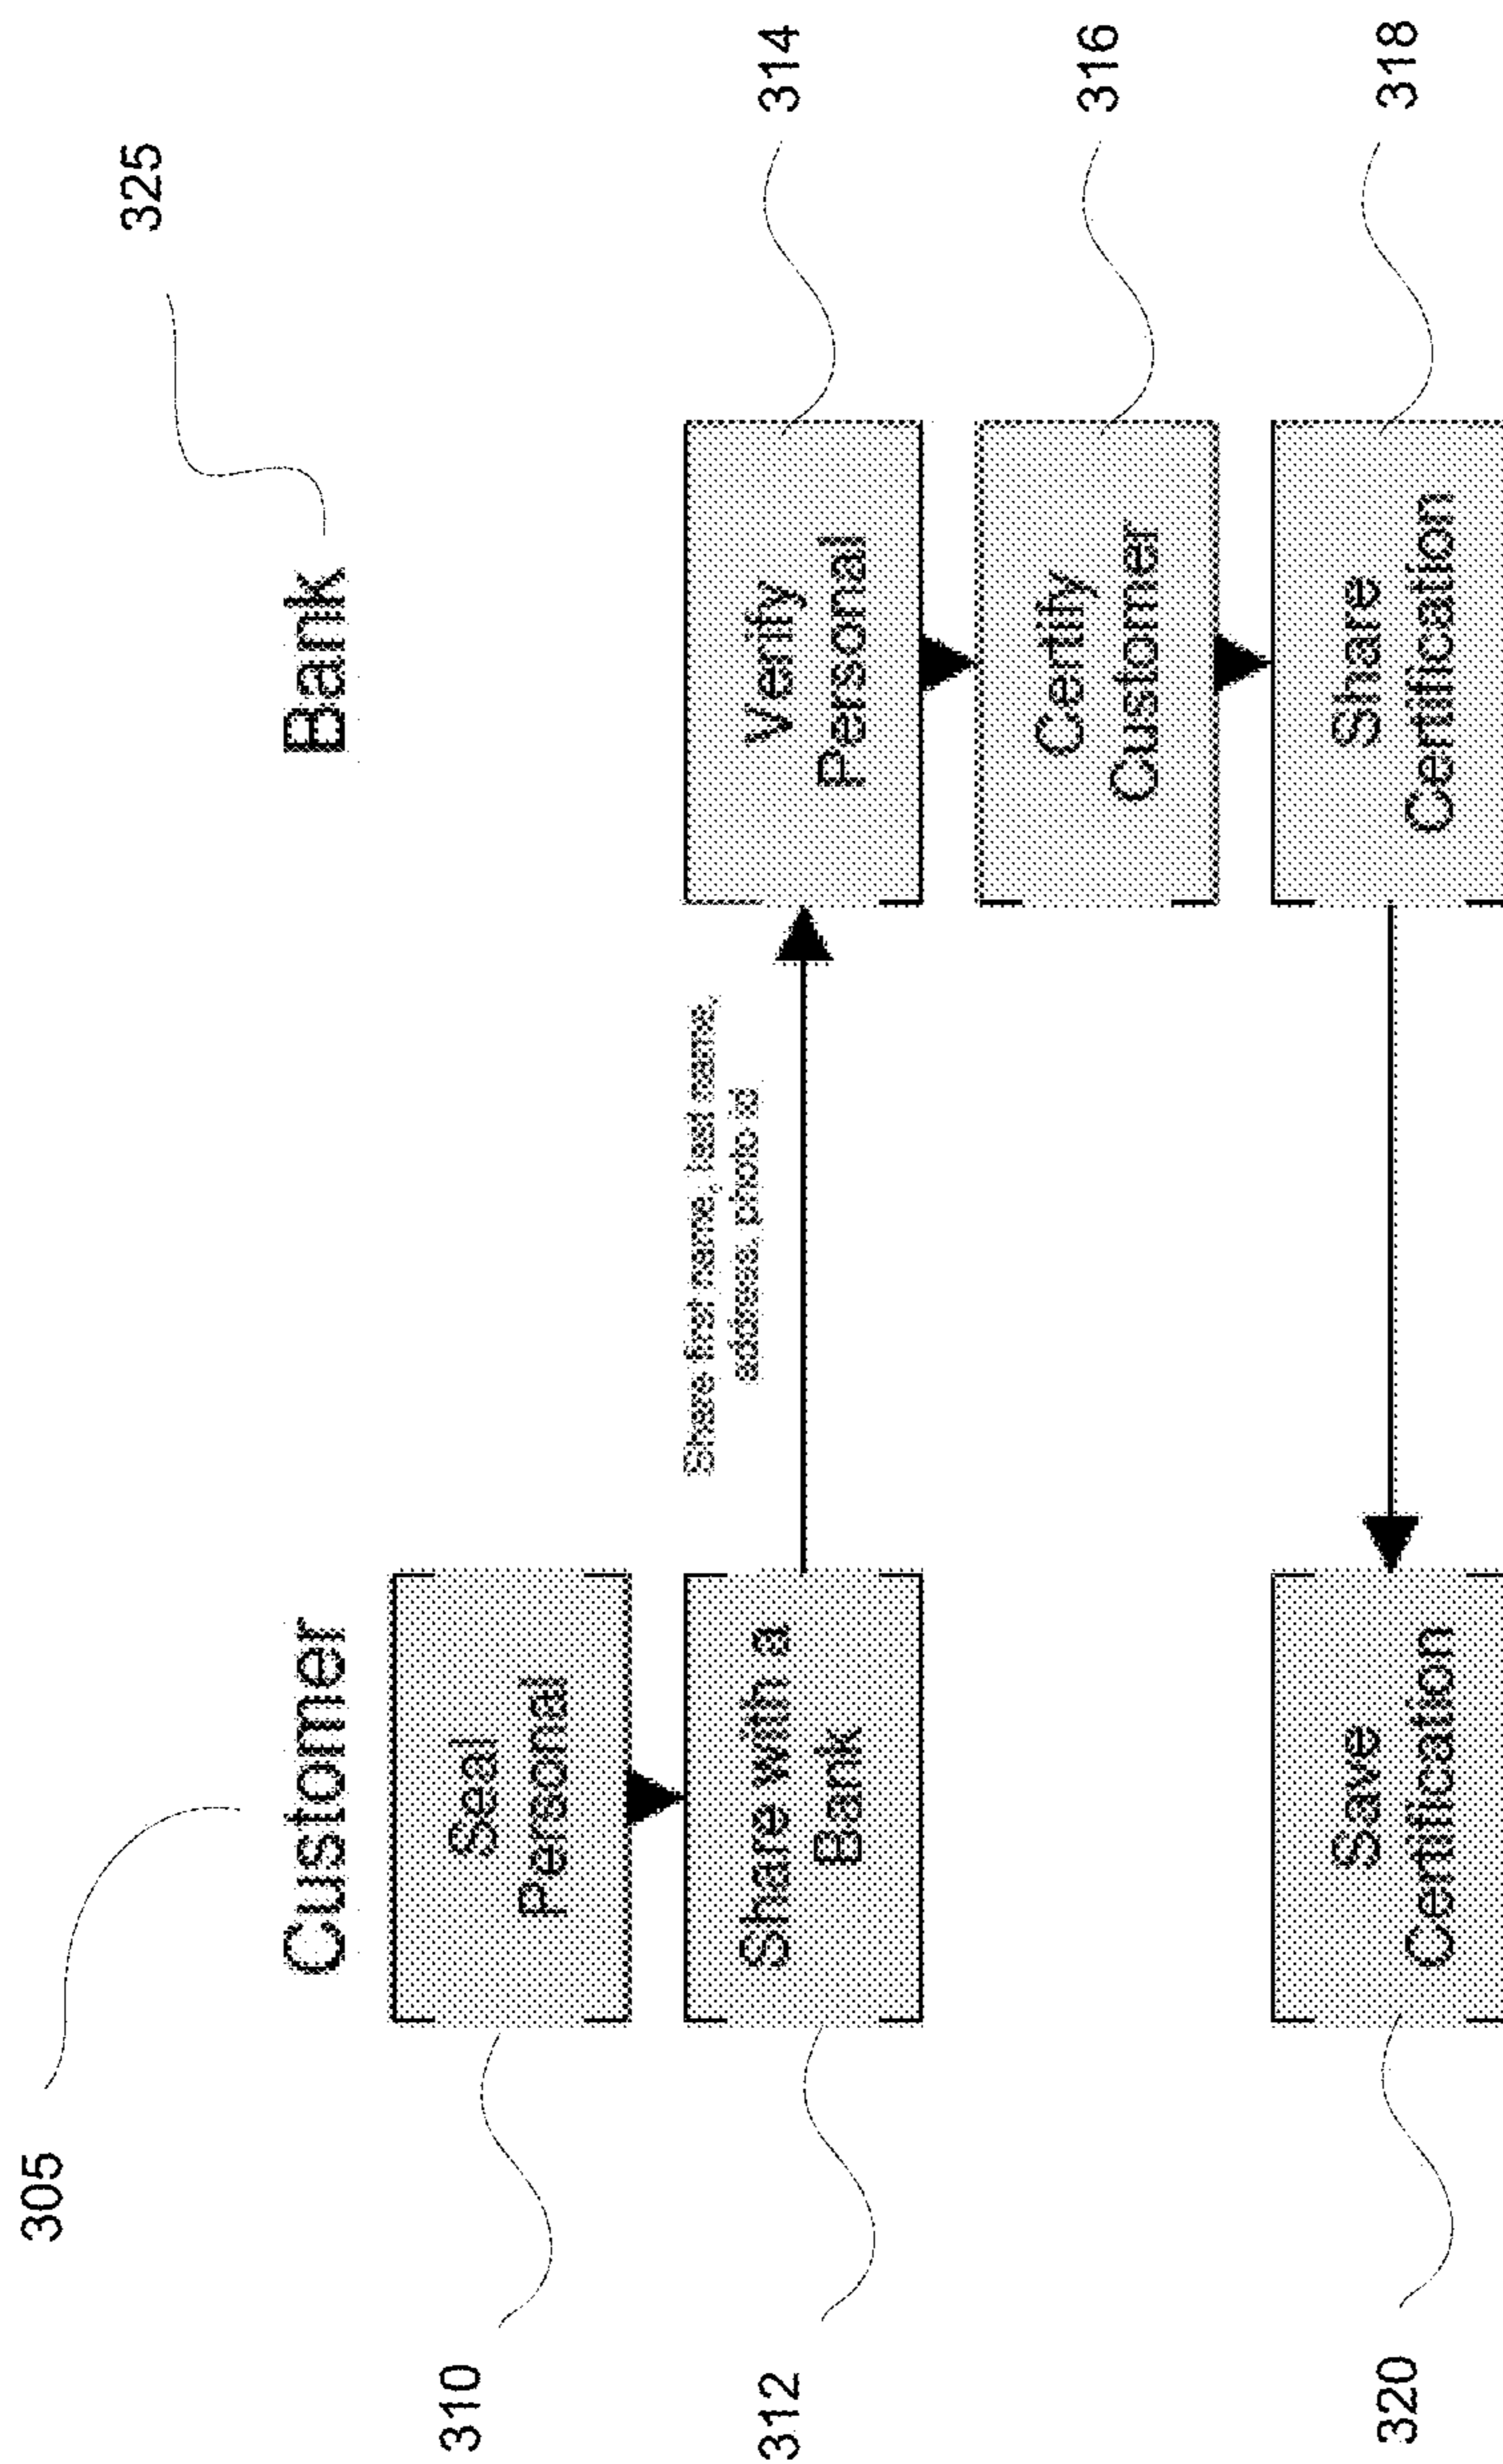 305
325
Customer
Bank
310
Seal
Personal
312
Share with a
Bank
Share first name, last name,
address, photo id
Verify
Personal
314
Certify
Customer
316
Share
Certification
318
Save
Certification
320